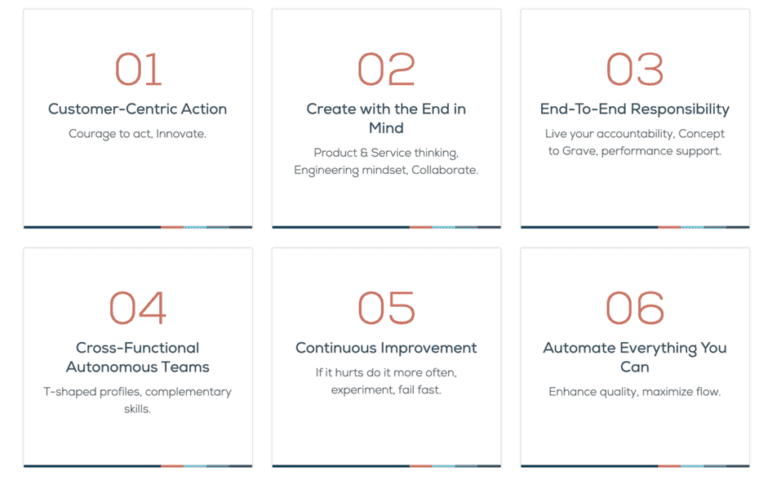 01
Customer-Centric Action
Courage to act, Innovate.
02
Create with the End in
Mind
Product & Service thinking,
Engineering mindset, Collaborate.
03
End-To-End Responsibility
Live your accountability, Concept
to Grave, performance support.
04
Cross-Functional
Autonomous Teams
T-shaped profiles, complementary
skills.
05
Continuous Improvement
If it hurts do it more often,
experiment, fail fast.
06
Automate Everything You
Can
Enhance quality, maximize flow.